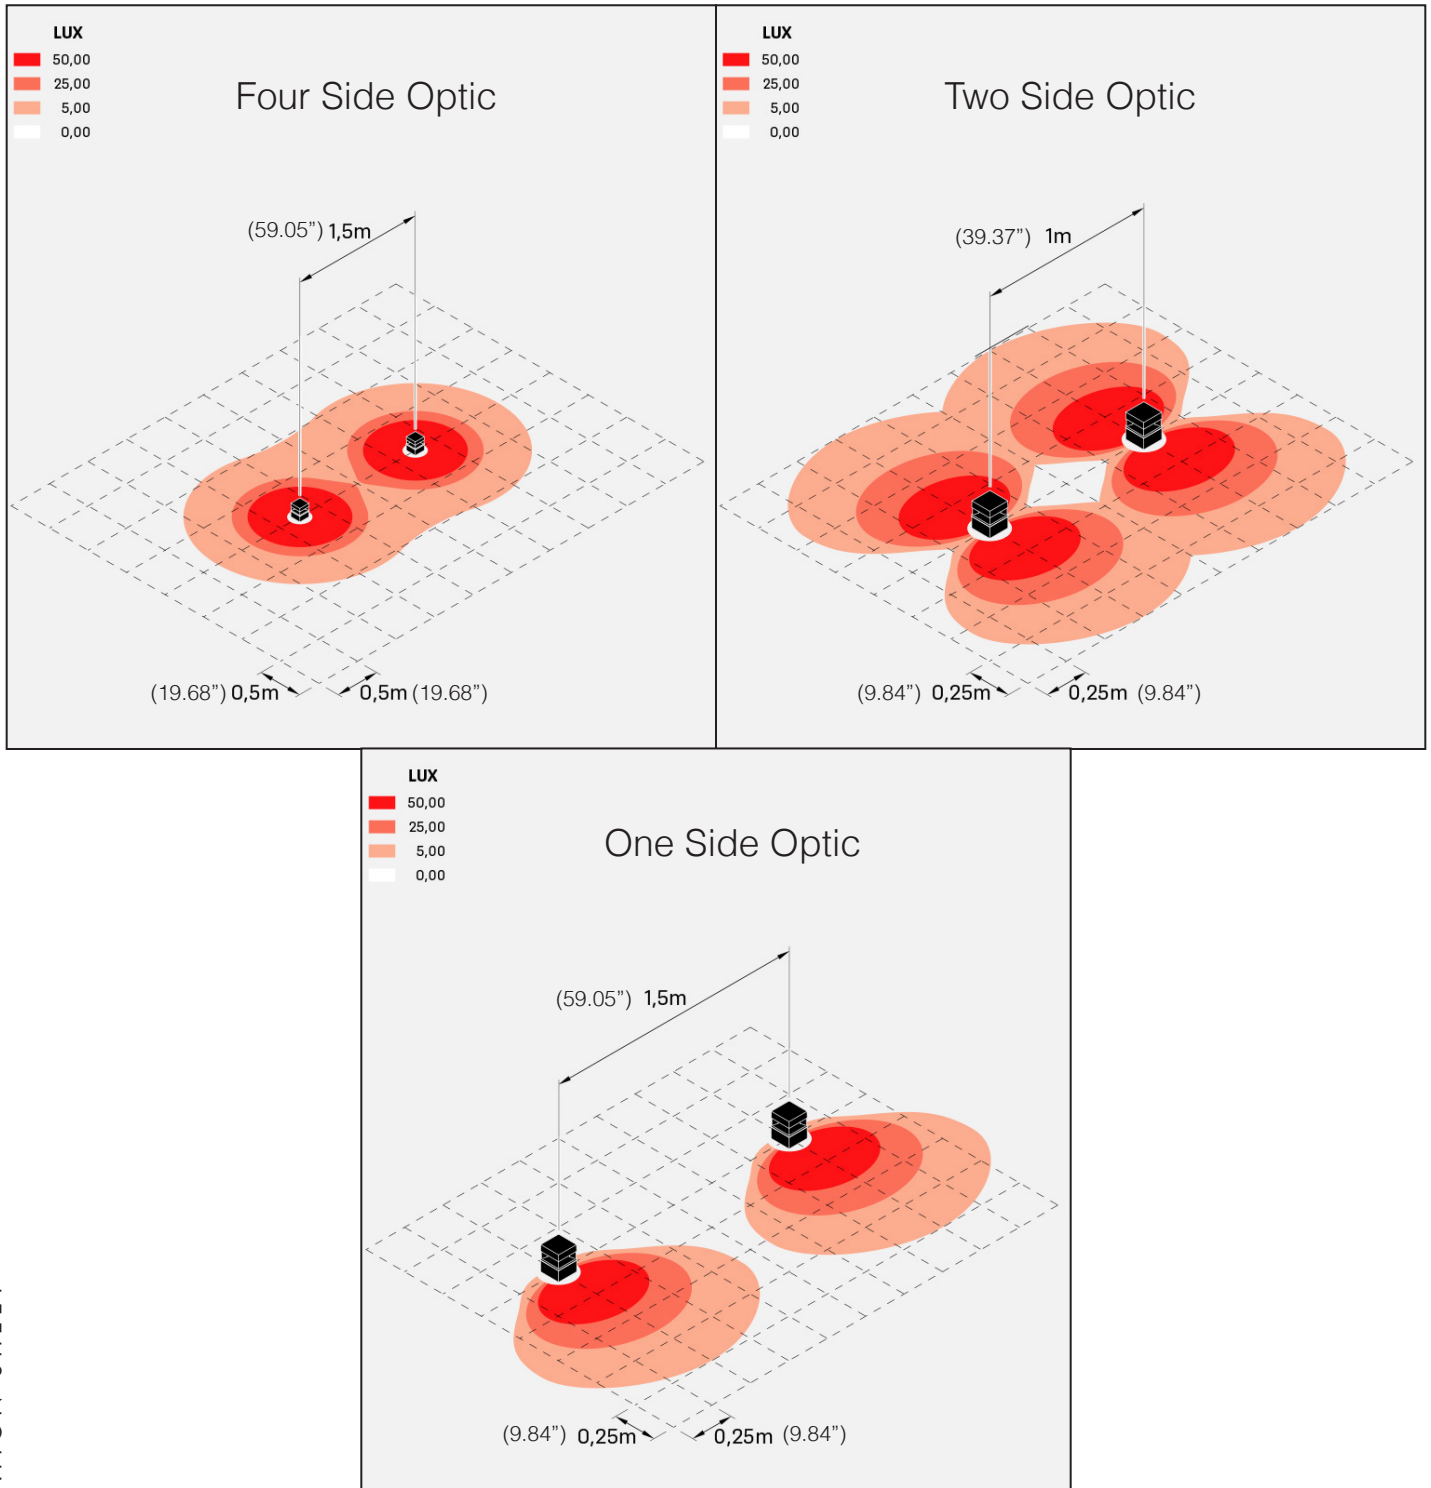 LUX
50,00
25,00
5,00
0,00
Four Side Optic
(59.05”) 1,5m
(19.68”) 0,5m
0,5m (19.68”)
LUX
50,00
25,00
5,00
0,00
Two Side Optic
(39.37”) 1m
(9.84”) 0,25m
0,25m (9.84”)
LUX
50,00
25,00
5,00
0,00
One Side Optic
(59.05”) 1,5m
(9.84”) 0,25m
0,25m (9.84”)